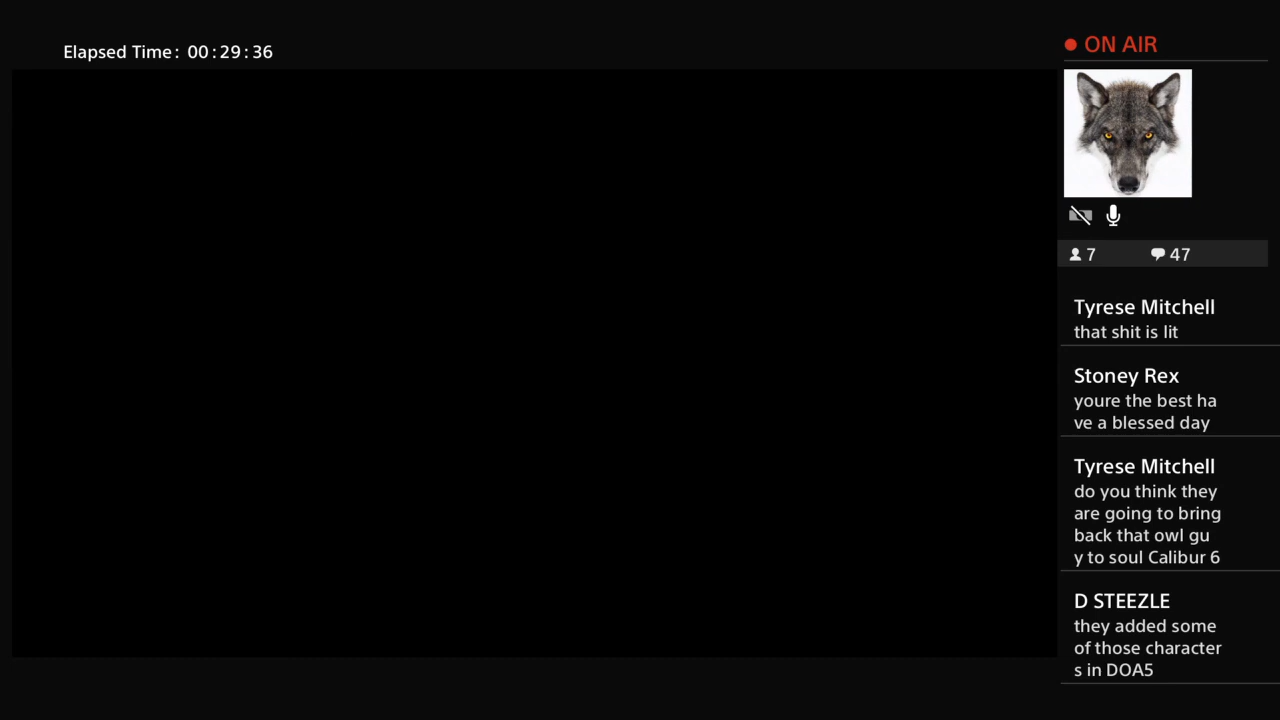 Elapsed Time: 00:29:36
ON AIR
7 47
Tyrese Mitchell
that shit is lit
Stoney Rex
youre the best ha
ve a blessed day
Tyrese Mitchell
do you think they
are going to bring
back that owl gu
y to soul Calibur 6
D STEEZLE
they added some
of those character
s in DOA5